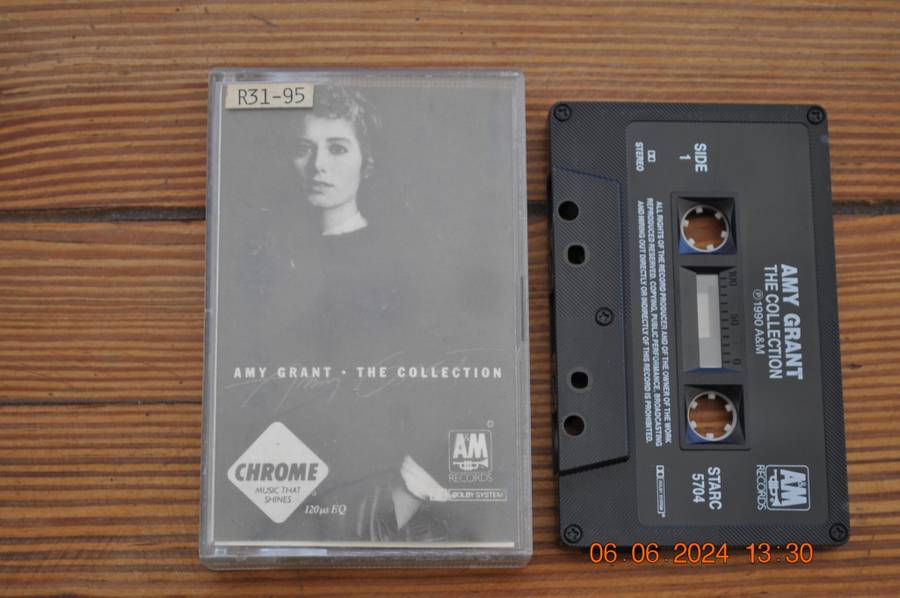 R31-95
AMY GRANT • THE COLLECTION
CHROME
MUSIC THAT
SHINES
120µs EQ
©
A&M
RECORDS
DOLBY SYSTEM
AMY GRANT
THE COLLECTION
℗1990 A&M
SIDE
1
STEREO
100 50 0
ALL RIGHTS OF THE RECORD PRODUCER AND OF THE OWNER OF THE WORK
REPRODUCED RESERVED. COPYING, PUBLIC PERFORMANCE, BROADCASTING
AND HIRING OUT DIRECTLY OR INDIRECTLY OF THIS RECORD IS PROHIBITED.
A&M
RECORDS
STARC
5704
DOLBY SYSTEM
06.06.2024 13:30